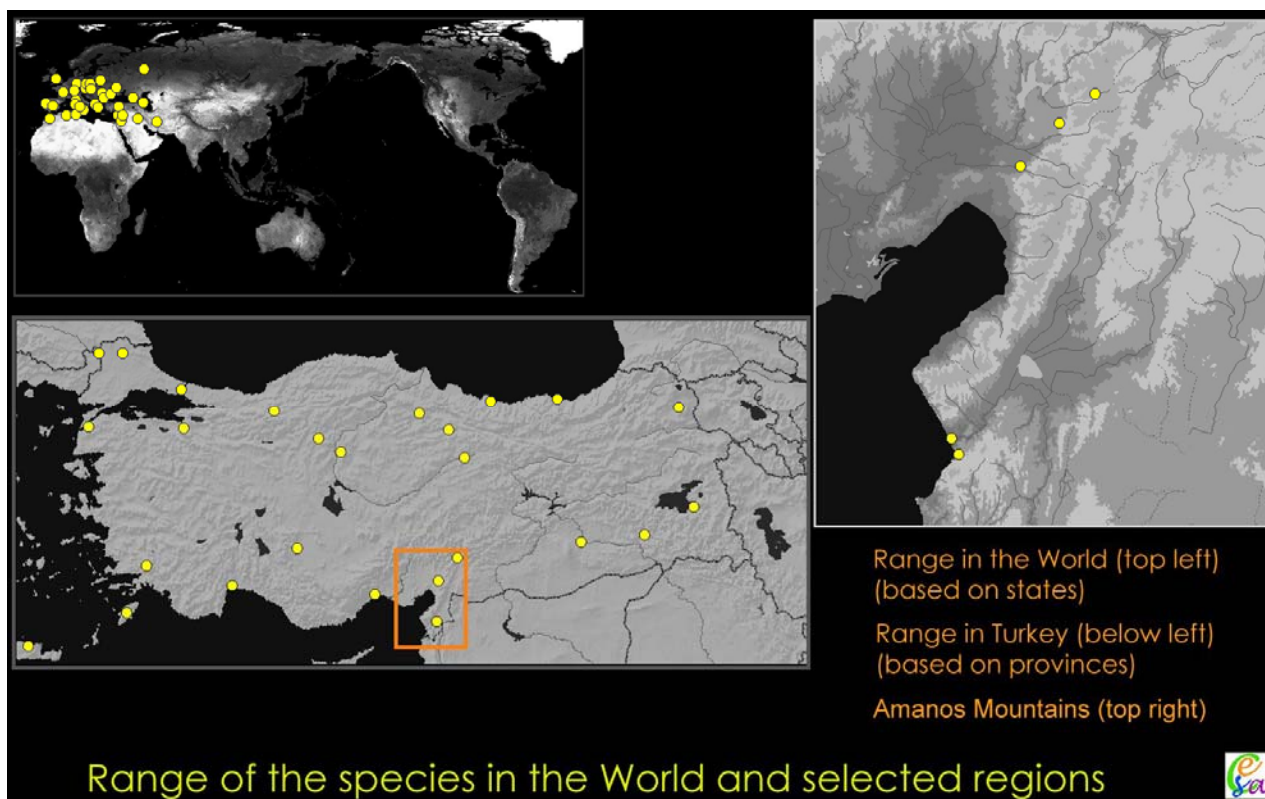 Range in the World (top left)
(based on states)
Range in Turkey (below left)
(based on provinces)
Amanos Mountains (top right)
Range of the species in the World and selected regions